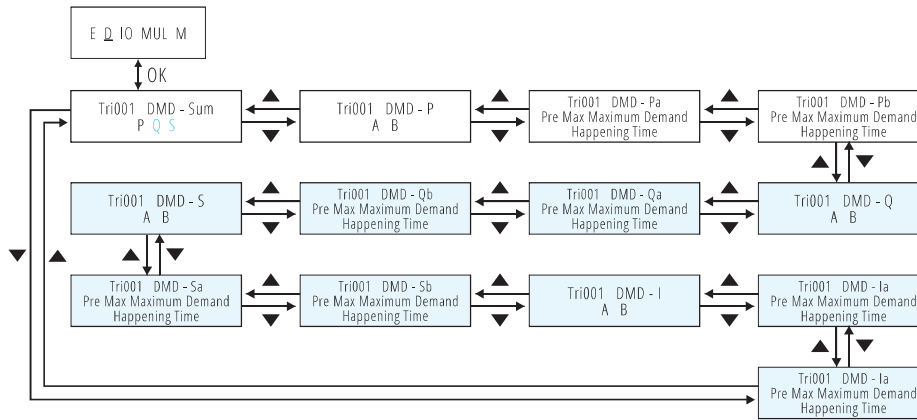 E D IO MUL M
OK
Tri001 DMD - Sum
P Q S
Tri001 DMD - P
A B
Tri001 DMD - Pa
Pre Max Maximum Demand
Happening Time
Tri001 DMD - Pb
Pre Max Maximum Demand
Happening Time
Tri001 DMD - S
A B
Tri001 DMD - Qb
Pre Max Maximum Demand
Happening Time
Tri001 DMD - Qa
Pre Max Maximum Demand
Happening Time
Tri001 DMD - Q
A B
Tri001 DMD - Sa
Pre Max Maximum Demand
Happening Time
Tri001 DMD - Sb
Pre Max Maximum Demand
Happening Time
Tri001 DMD - I
A B
Tri001 DMD - Ia
Pre Max Maximum Demand
Happening Time
Tri001 DMD - Ia
Pre Max Maximum Demand
Happening Time